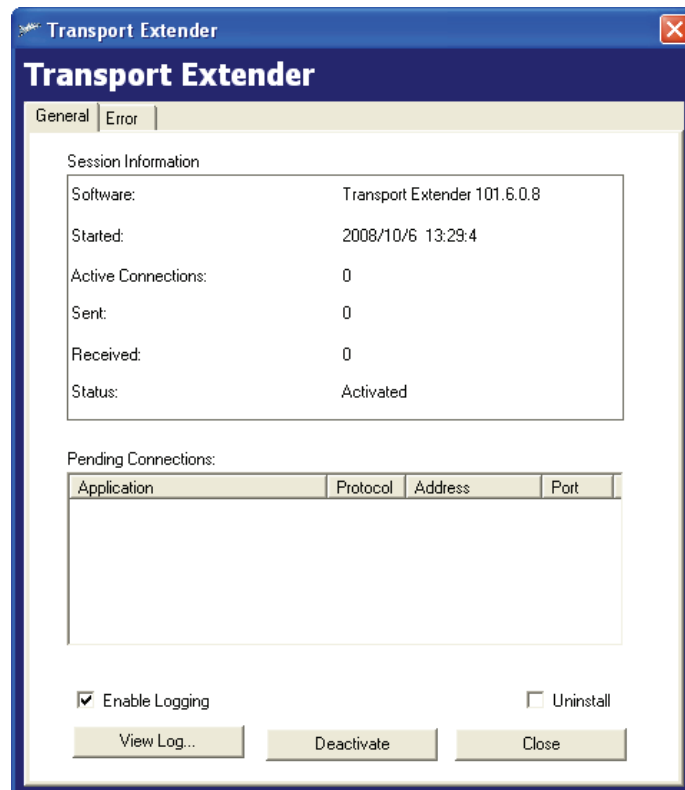 Transport Extender
Transport Extender
General Error
Session Information
Software: Transport Extender 101.6.0.8
Started: 2008/10/6 13:29:4
Active Connections: 0
Sent: 0
Received: 0
Status: Activated
Pending Connections:
Application Protocol Address Port
Enable Logging Uninstall
View Log... Deactivate Close